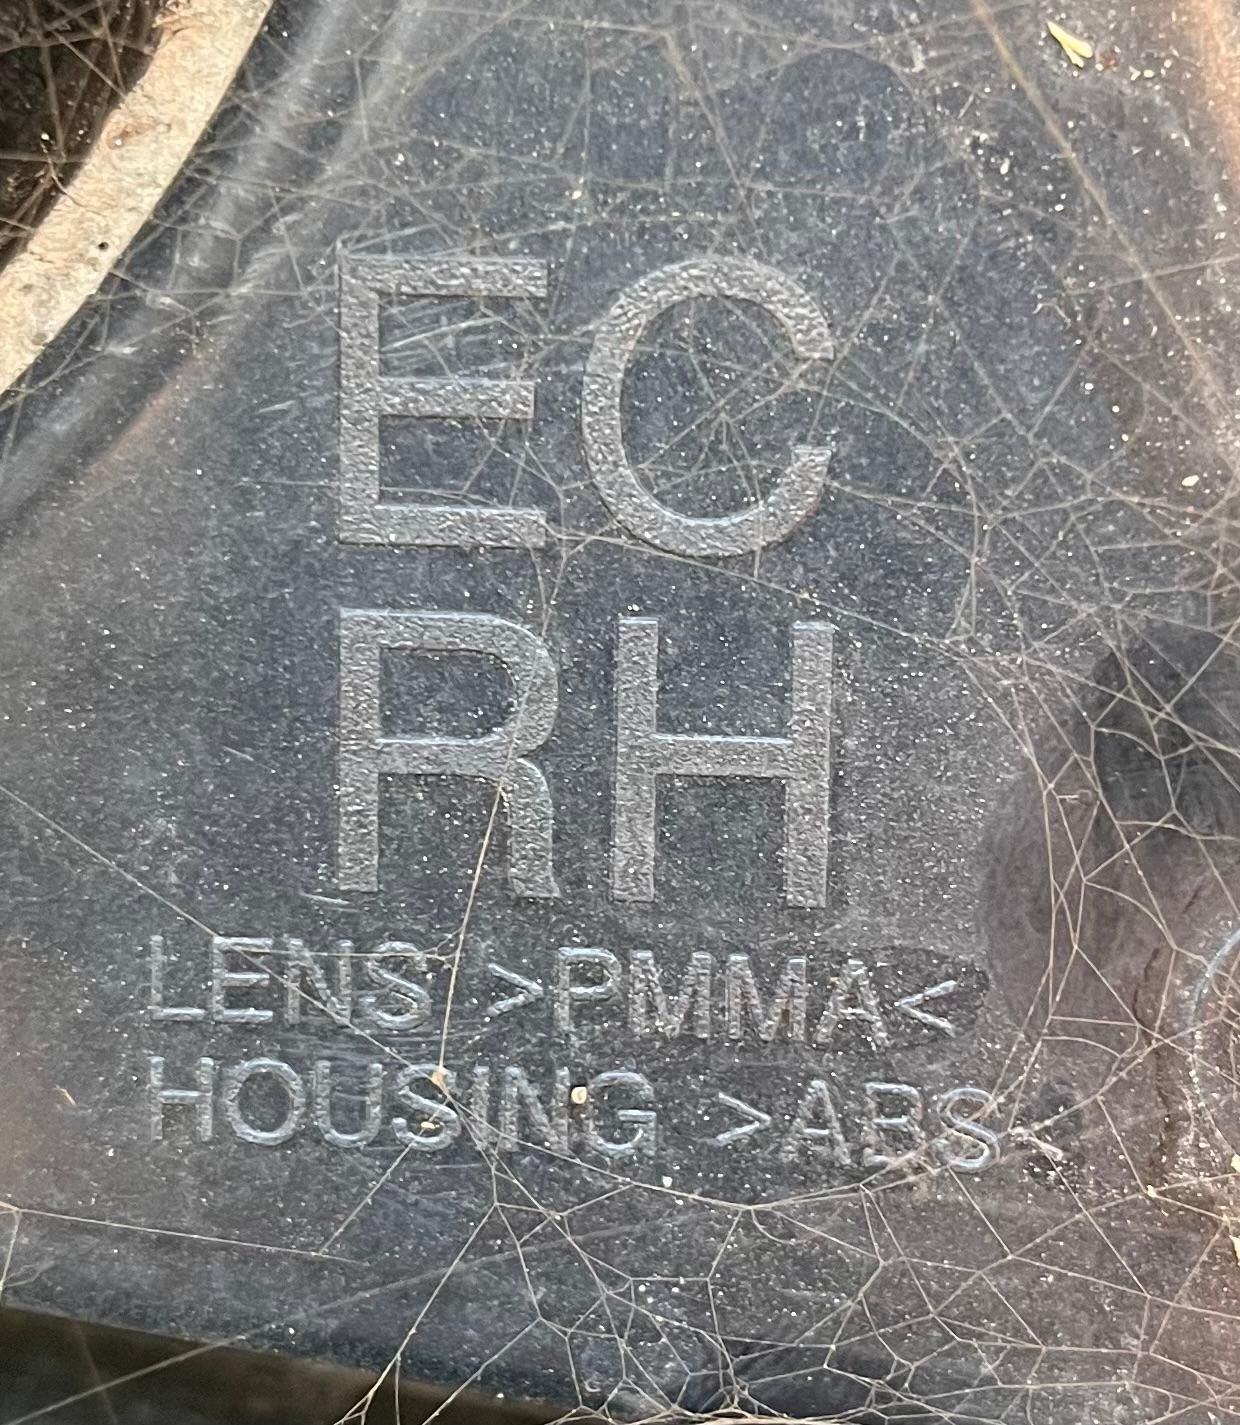 EC
RH
LENS >PMMA<
HOUSING >ABS<